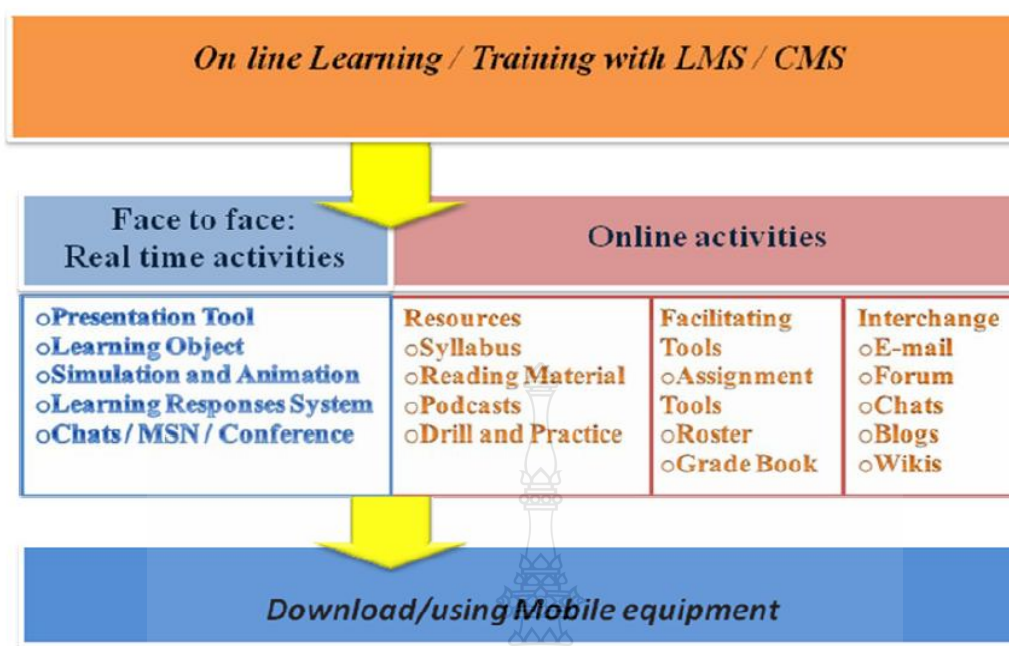 On line Learning / Training with LMS / CMS
Face to face:
Real time activities
Online activities
oPresentation Tool
oLearning Object
oSimulation and Animation
oLearning Responses System
oChats / MSN / Conference
Resources
oSyllabus
oReading Material
oPodcasts
oDrill and Practice
Facilitating
Tools
oAssignment
Tools
oRoster
oGrade Book
Interchange
oE-mail
oForum
oChats
oBlogs
oWikis
Download/using Mobile equipment